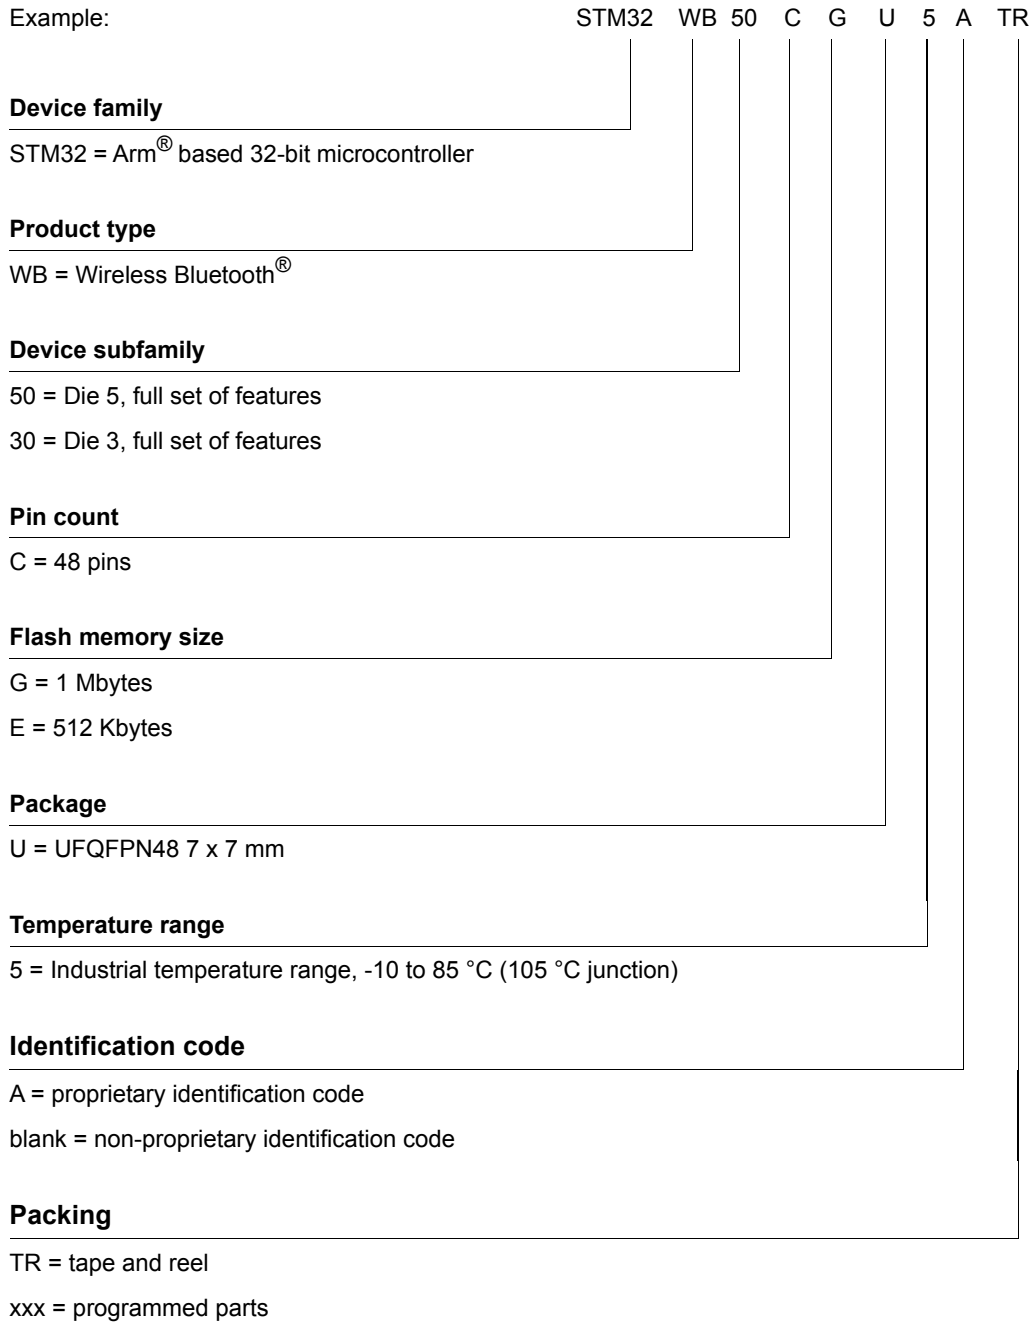 Example: STM32 WB 50 C G U 5 A TR
Device family
STM32 = Arm® based 32-bit microcontroller
Product type
WB = Wireless Bluetooth®
Device subfamily
50 = Die 5, full set of features
30 = Die 3, full set of features
Pin count
C = 48 pins
Flash memory size
G = 1 Mbytes
E = 512 Kbytes
Package
U = UFQFPN48 7 x 7 mm
Temperature range
5 = Industrial temperature range, -10 to 85 °C (105 °C junction)
Identification code
A = proprietary identification code
blank = non-proprietary identification code
Packing
TR = tape and reel
xxx = programmed parts